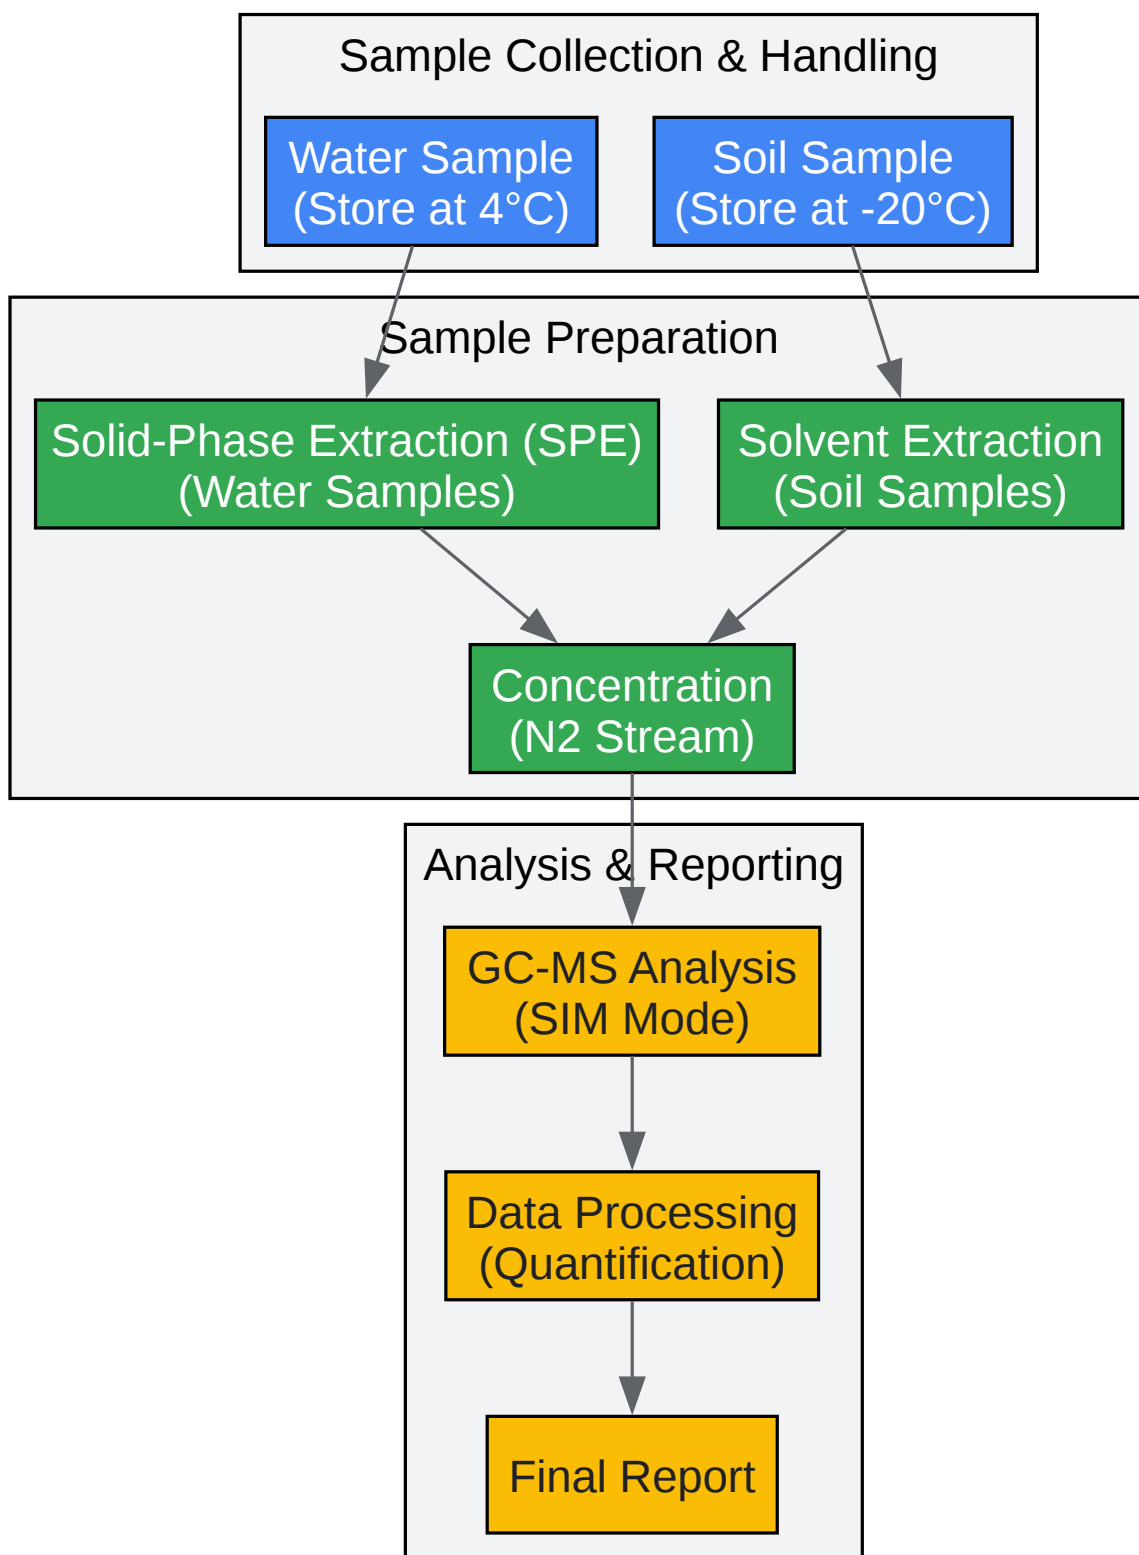 Sample Collection & Handling
Water Sample
(Store at 4°C)
Soil Sample
(Store at -20°C)
Sample Preparation
Solid-Phase Extraction (SPE)
(Water Samples)
Solvent Extraction
(Soil Samples)
Concentration
(N2 Stream)
Analysis & Reporting
GC-MS Analysis
(SIM Mode)
Data Processing
(Quantification)
Final Report